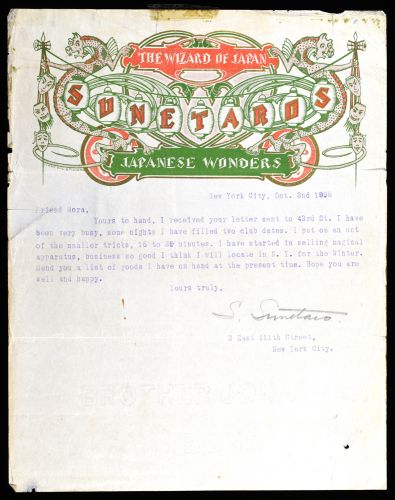 THE WIZARD OF JAPAN
SUNETAROS
JAPANESE WONDERS
New York City, Oct. 2nd
Friend Mora,
Yours to hand, I received your letter sent to 43rd St. I have
been very busy, some nights I have filled two club dates. I put on an act
of the smaller tricks, 15 to minutes. I have started in selling magical
apparatus, business so good I think I will locate in N. Y. for the Winter.
Send you a list of goods I have on hand at the present time. Hope you are
well and happy.
Yours truly,
S. Sunetaro.
2 East 111th Street,
New York City.